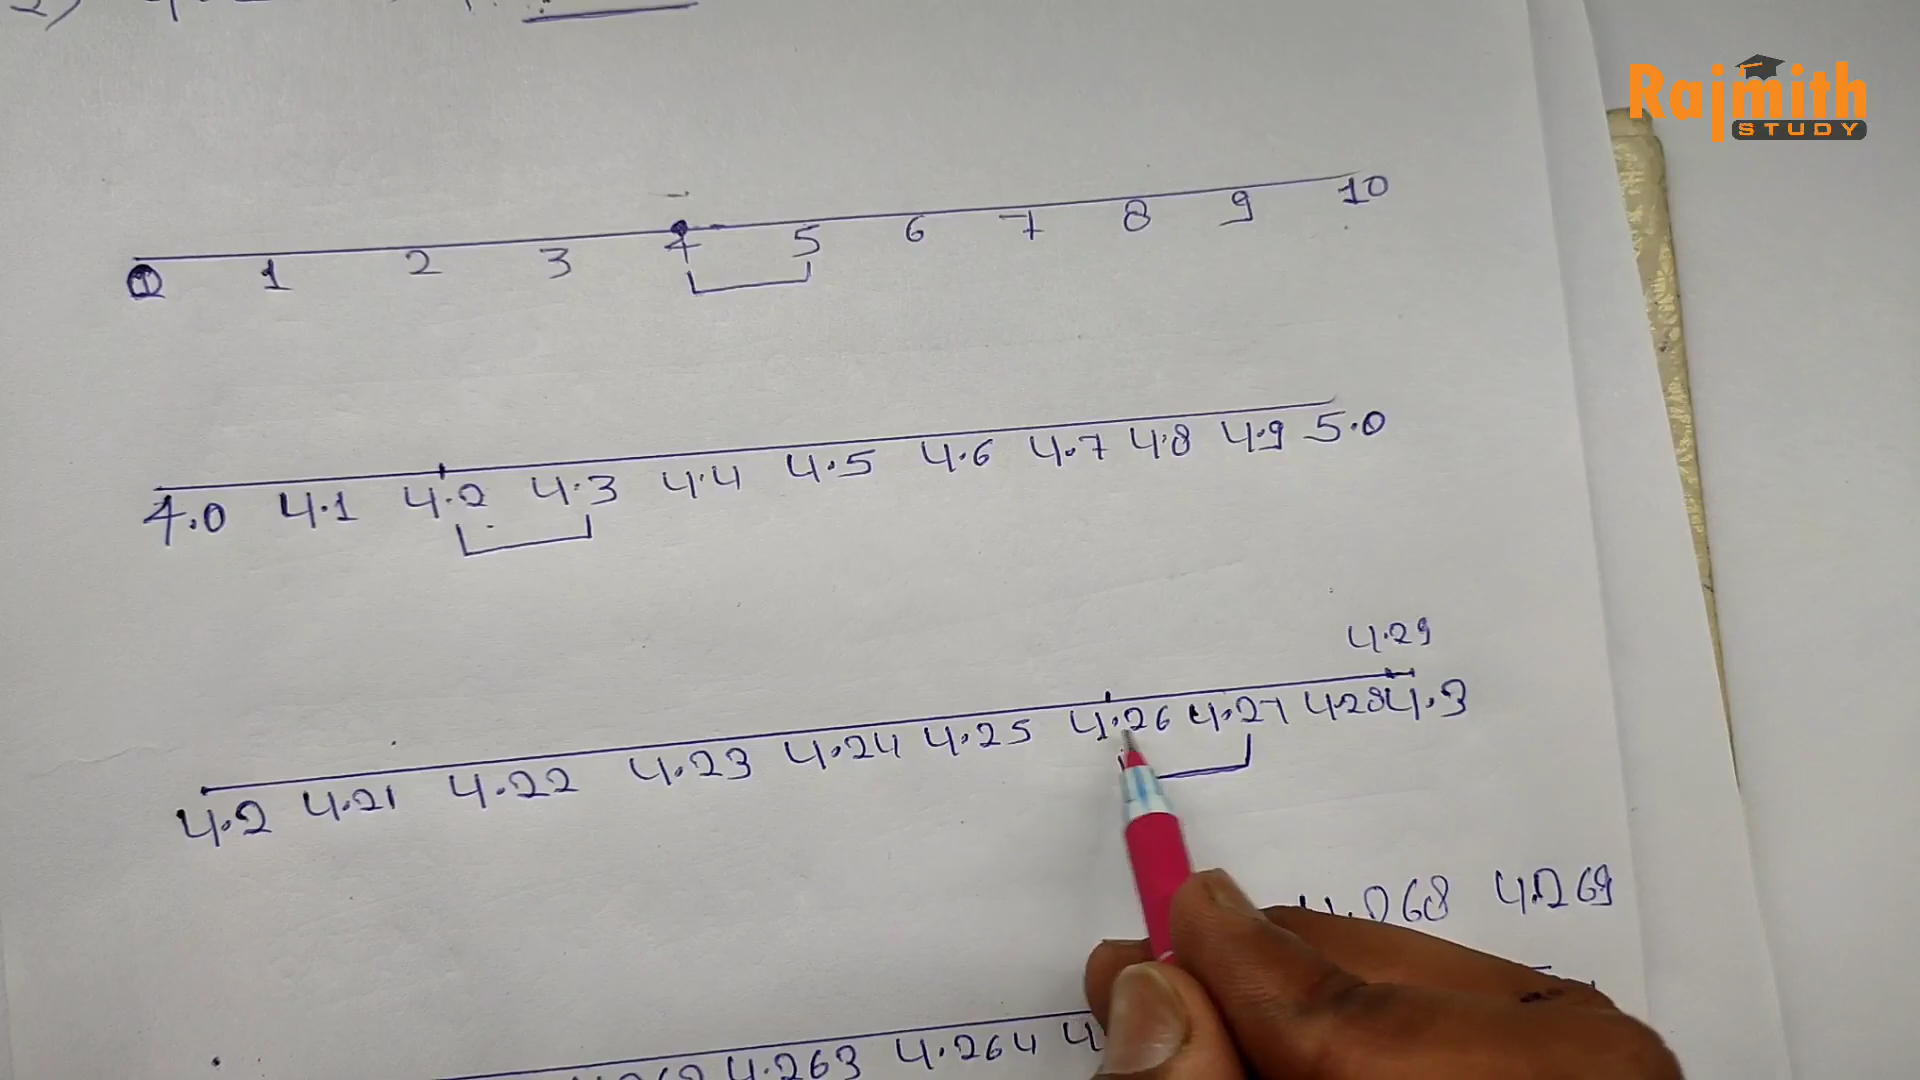 2)
Rajmith
STUDY
0 1 2 3 4 5 6 7 8 9 10
4.0 4.1 4.2 4.3 4.4 4.5 4.6 4.7 4.8 4.9 5.0
4.29
4.2 4.21 4.22 4.23 4.24 4.25 4.26 4.27 4.28 4.3
4.268 4.269
4.263 4.264